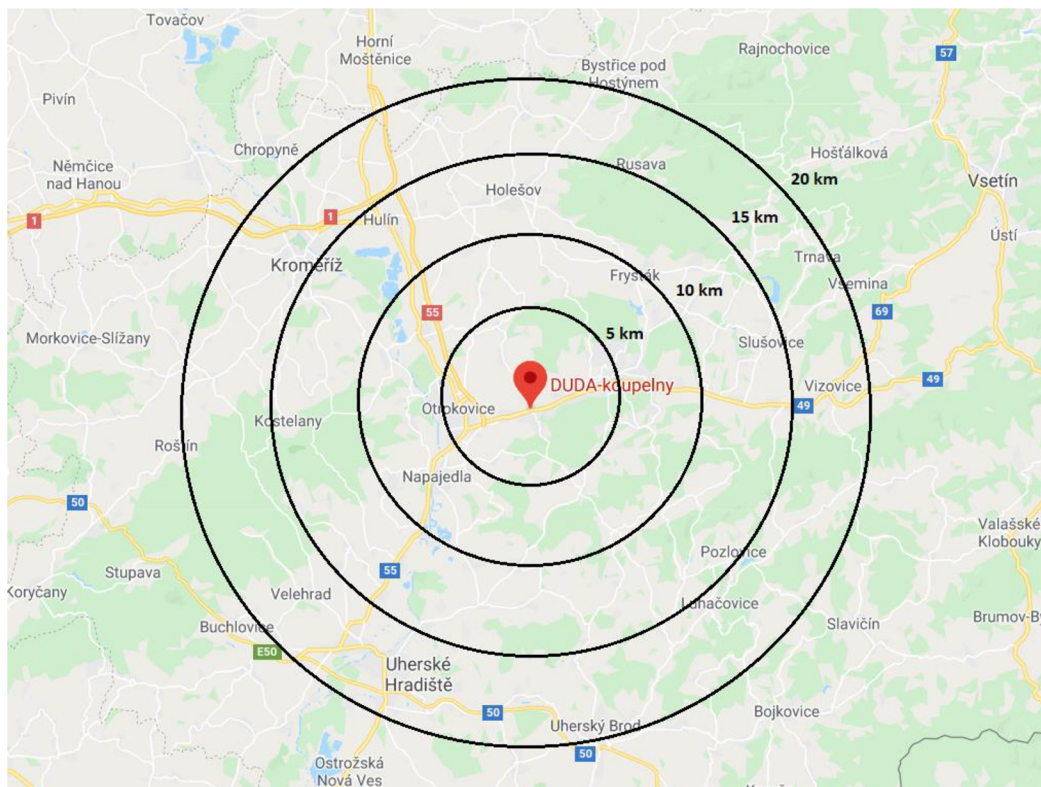 Tovačov
Horní
Moštěnice
Rajnochovice
57
Bystřice pod
Hostýnem
Pivín
Chropyně
Hošťálková
Rusava
Němčice
nad Hanou
20 km
Vsetín
Holešov
1
1
Hulín
15 km
Ústí
Kroměříž
Trnava
Fryšták
Všemina
10 km
55
69
5 km
Morkovice-Slížany
Slušovice
49
DUDA-koupelny
Vizovice
Otrokovice
49
Kostelany
Roštín
Napajedla
50
Valašské
Klobouky
Pozlovice
55
Stupava
Koryčany
Velehrad
Luhačovice
Brumov-By
Buchlovice
Slavičín
E50
Uherské
Hradiště
50
Bojkovice
Uherský Brod
50
Ostrožská
Nová Ves